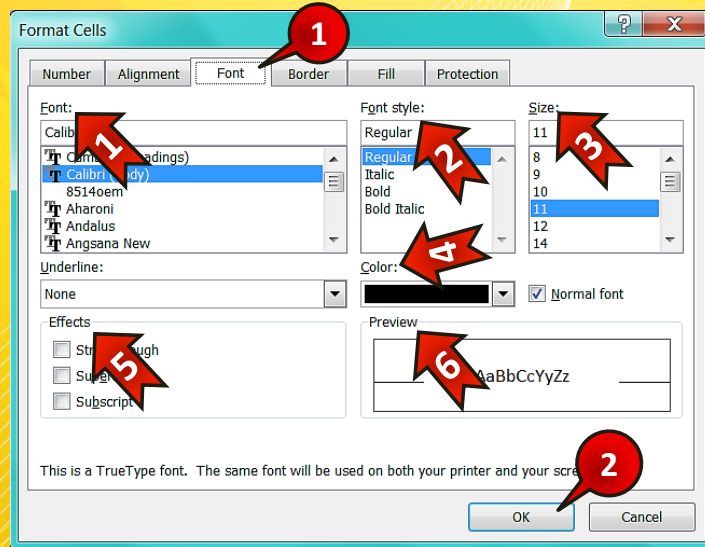 Format Cells
1
Number Alignment Font Border Fill Protection
Font: Font style: Size:
1 2 3
Regular 11
Regular 8
Calibri
Italic 9
8514oem Bold 10
Aharoni Bold Italic 11
Andalus 12
Angsana New 14
Underline: 4 Color:
None Normal font
Effects Preview
5 6
AaBbCcYyZz
Subscript
This is a TrueType font. The same font will be used on both your printer and your
2
OK Cancel